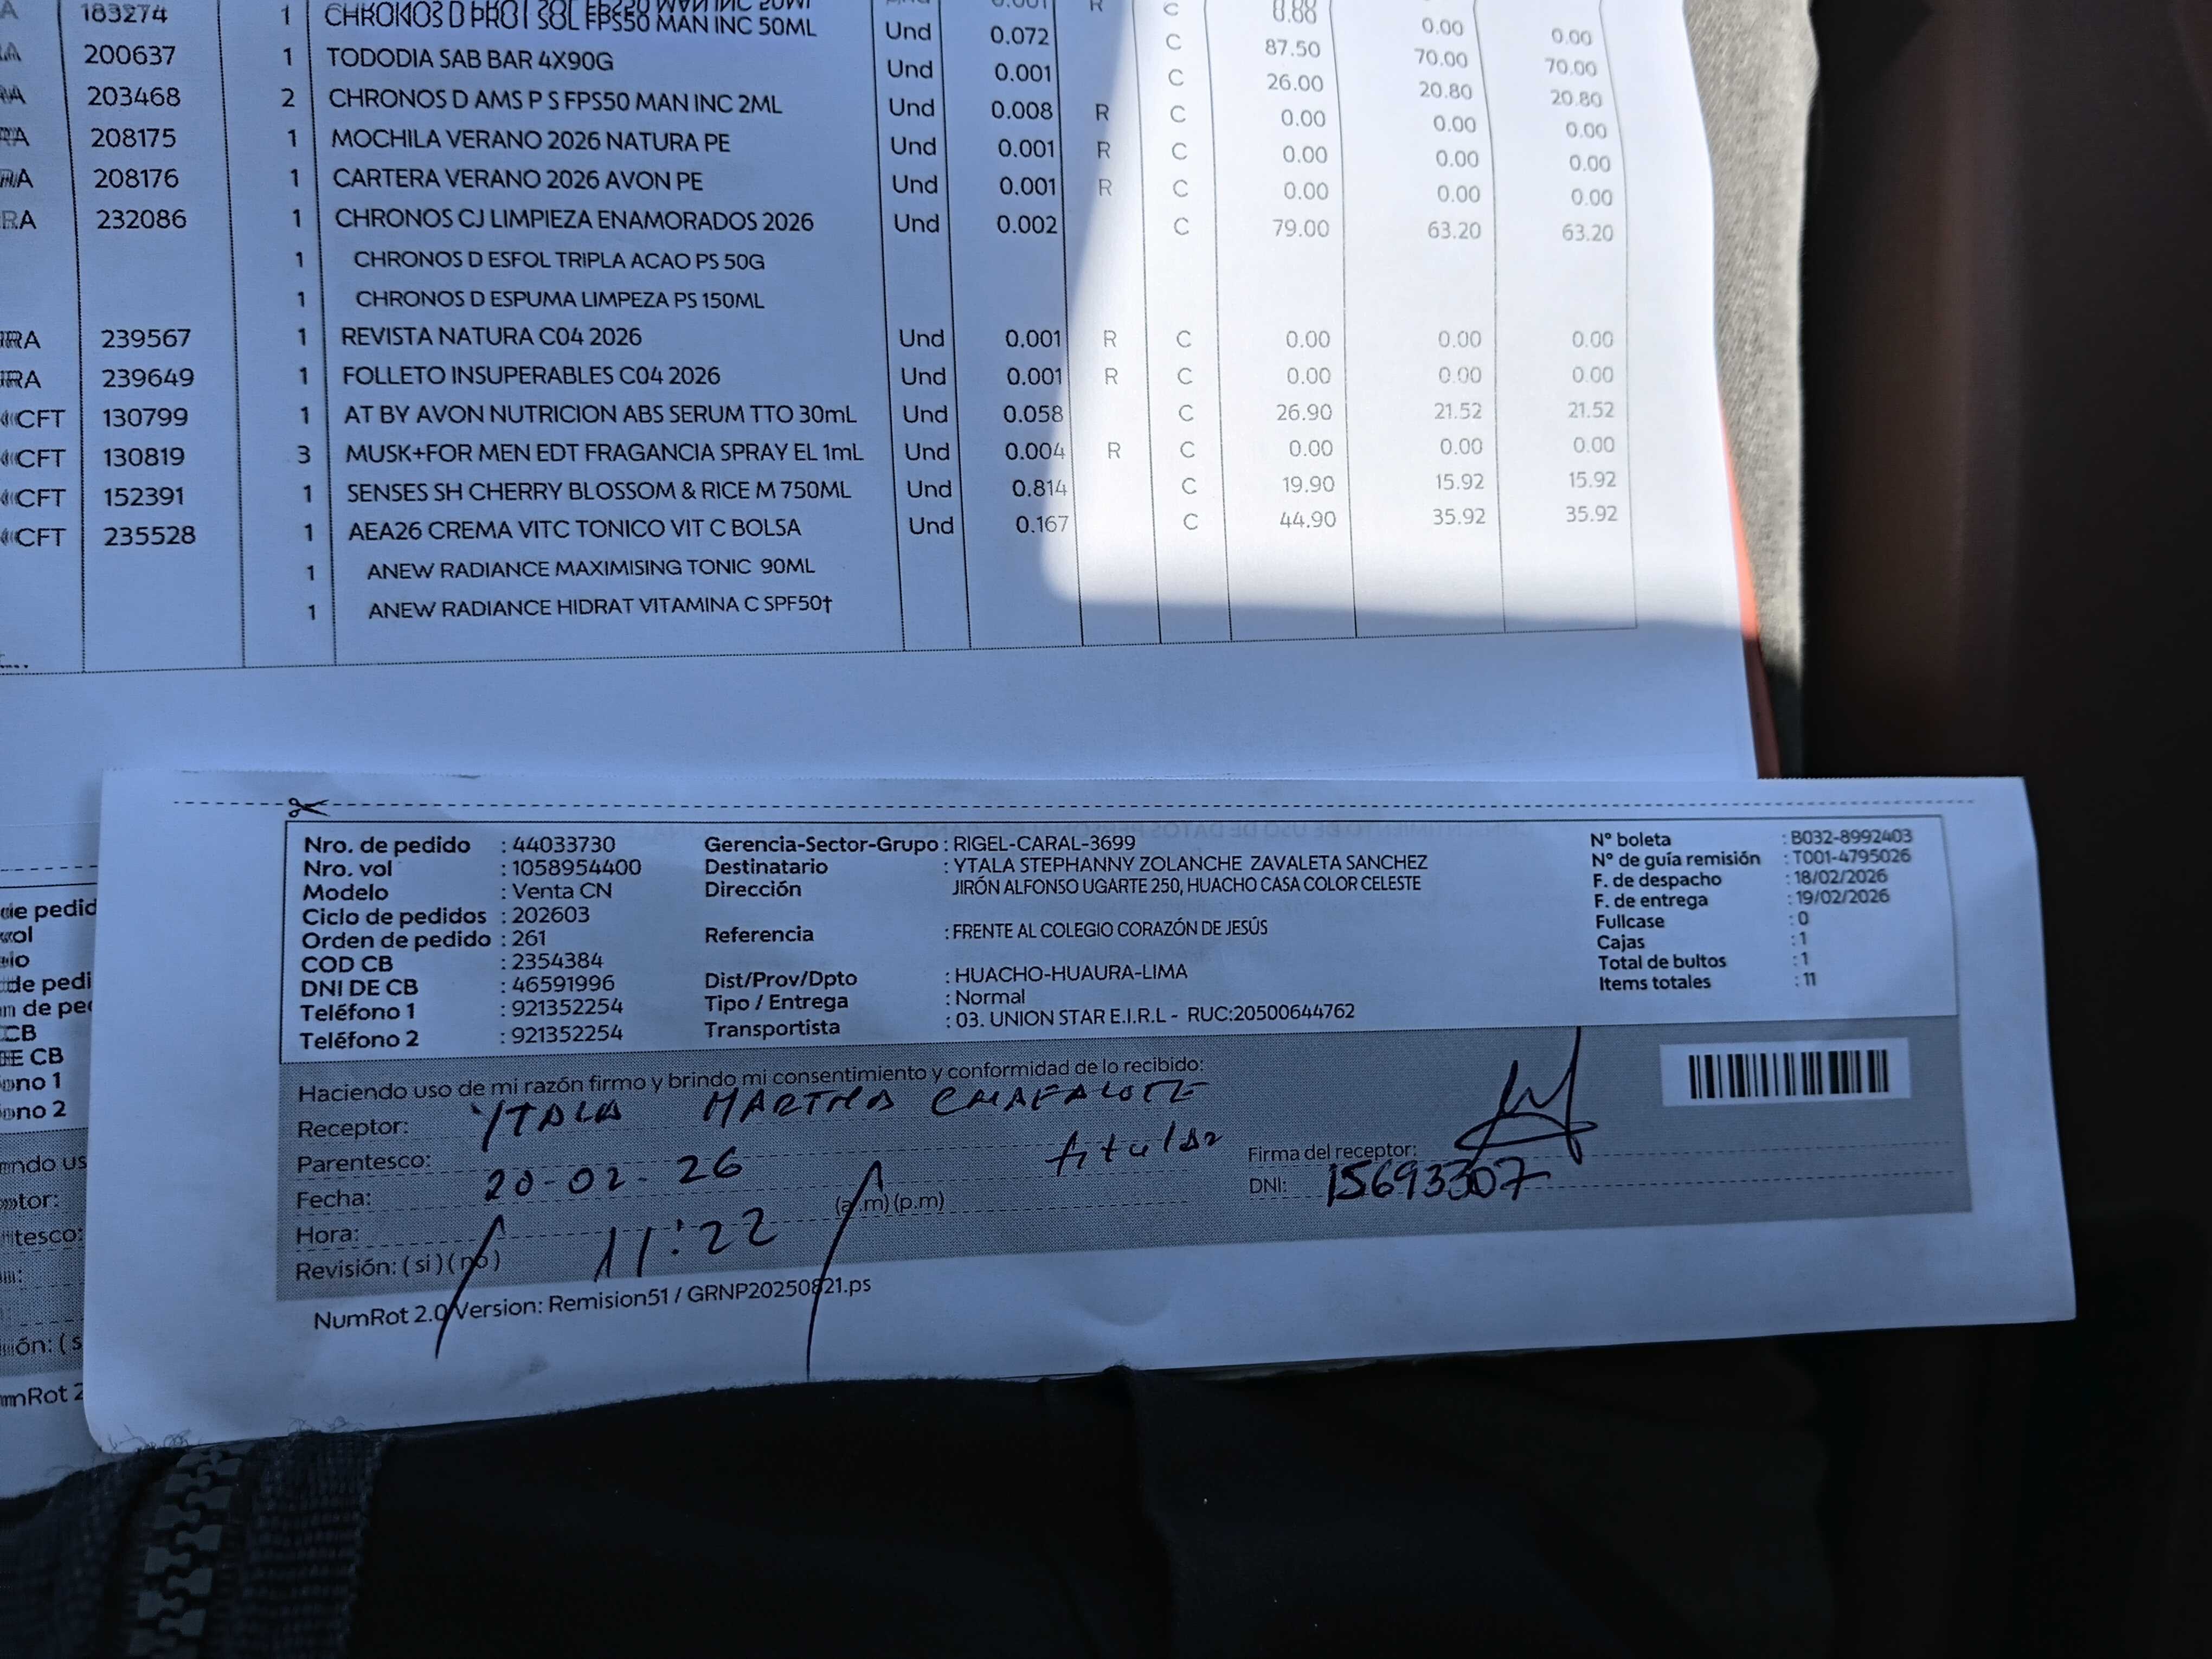 183274 1 CHRONOS D PROT SOL FPS50 MAN INC 50ML Und 0.072 C 87.50 70.00 70.00
200637 1 TODODIA SAB BAR 4X90G Und 0.001 C 26.00 20.80 20.80
203468 2 CHRONOS D AMS P S FPS50 MAN INC 2ML Und 0.008 R C 0.00 0.00 0.00
208175 1 MOCHILA VERANO 2026 NATURA PE Und 0.001 R C 0.00 0.00 0.00
208176 1 CARTERA VERANO 2026 AVON PE Und 0.001 R C 0.00 0.00 0.00
RA 232086 1 CHRONOS CJ LIMPIEZA ENAMORADOS 2026 Und 0.002 C 79.00 63.20 63.20
1 CHRONOS D ESFOL TRIPLA ACAO PS 50G
1 CHRONOS D ESPUMA LIMPEZA PS 150ML
RA 239567 1 REVISTA NATURA C04 2026 Und 0.001 R C 0.00 0.00 0.00
RA 239649 1 FOLLETO INSUPERABLES C04 2026 Und 0.001 R C 0.00 0.00 0.00
CFT 130799 1 AT BY AVON NUTRICION ABS SERUM TTO 30mL Und 0.058 C 26.90 21.52 21.52
CFT 130819 3 MUSK+FOR MEN EDT FRAGANCIA SPRAY EL 1mL Und 0.004 R C 0.00 0.00 0.00
CFT 152391 1 SENSES SH CHERRY BLOSSOM & RICE M 750ML Und 0.814 C 19.90 15.92 15.92
CFT 235528 1 AEA26 CREMA VITC TONICO VIT C BOLSA Und 0.167 C 44.90 35.92 35.92
1 ANEW RADIANCE MAXIMISING TONIC 90ML
1 ANEW RADIANCE HIDRAT VITAMINA C SPF50†
Nro. de pedido : 44033730 Gerencia-Sector-Grupo : RIGEL-CARAL-3699 N° boleta : B032-8992403
Nro. vol : 1058954400 Destinatario : YTALA STEPHANNY ZOLANCHE ZAVALETA SANCHEZ N° de guía remisión : T001-4795026
Modelo : Venta CN Dirección JIRÓN ALFONSO UGARTE 250, HUACHO CASA COLOR CELESTE F. de despacho : 18/02/2026
Ciclo de pedidos : 202603 F. de entrega : 19/02/2026
Orden de pedido : 261 Referencia : FRENTE AL COLEGIO CORAZÓN DE JESÚS Fullcase : 0
COD CB : 2354384 Cajas : 1
DNI DE CB : 46591996 Dist/Prov/Dpto : HUACHO-HUAURA-LIMA Total de bultos : 1
Teléfono 1 : 921352254 Tipo / Entrega : Normal Items totales : 11
Teléfono 2 : 921352254 Transportista : 03. UNION STAR E.I.R.L - RUC:20500644762
Haciendo uso de mi razón firmo y brindo mi consentimiento y conformidad de lo recibido:
Receptor: YTALA MARTHA CHAFALOTE
Parentesco: titular Firma del receptor:
Fecha: 20-02-26 DNI: 15693307
Hora: 11:22 (a.m)(p.m)
Revisión: (si)(no)
NumRot 2.0 Version: Remision51 / GRNP20250821.ps